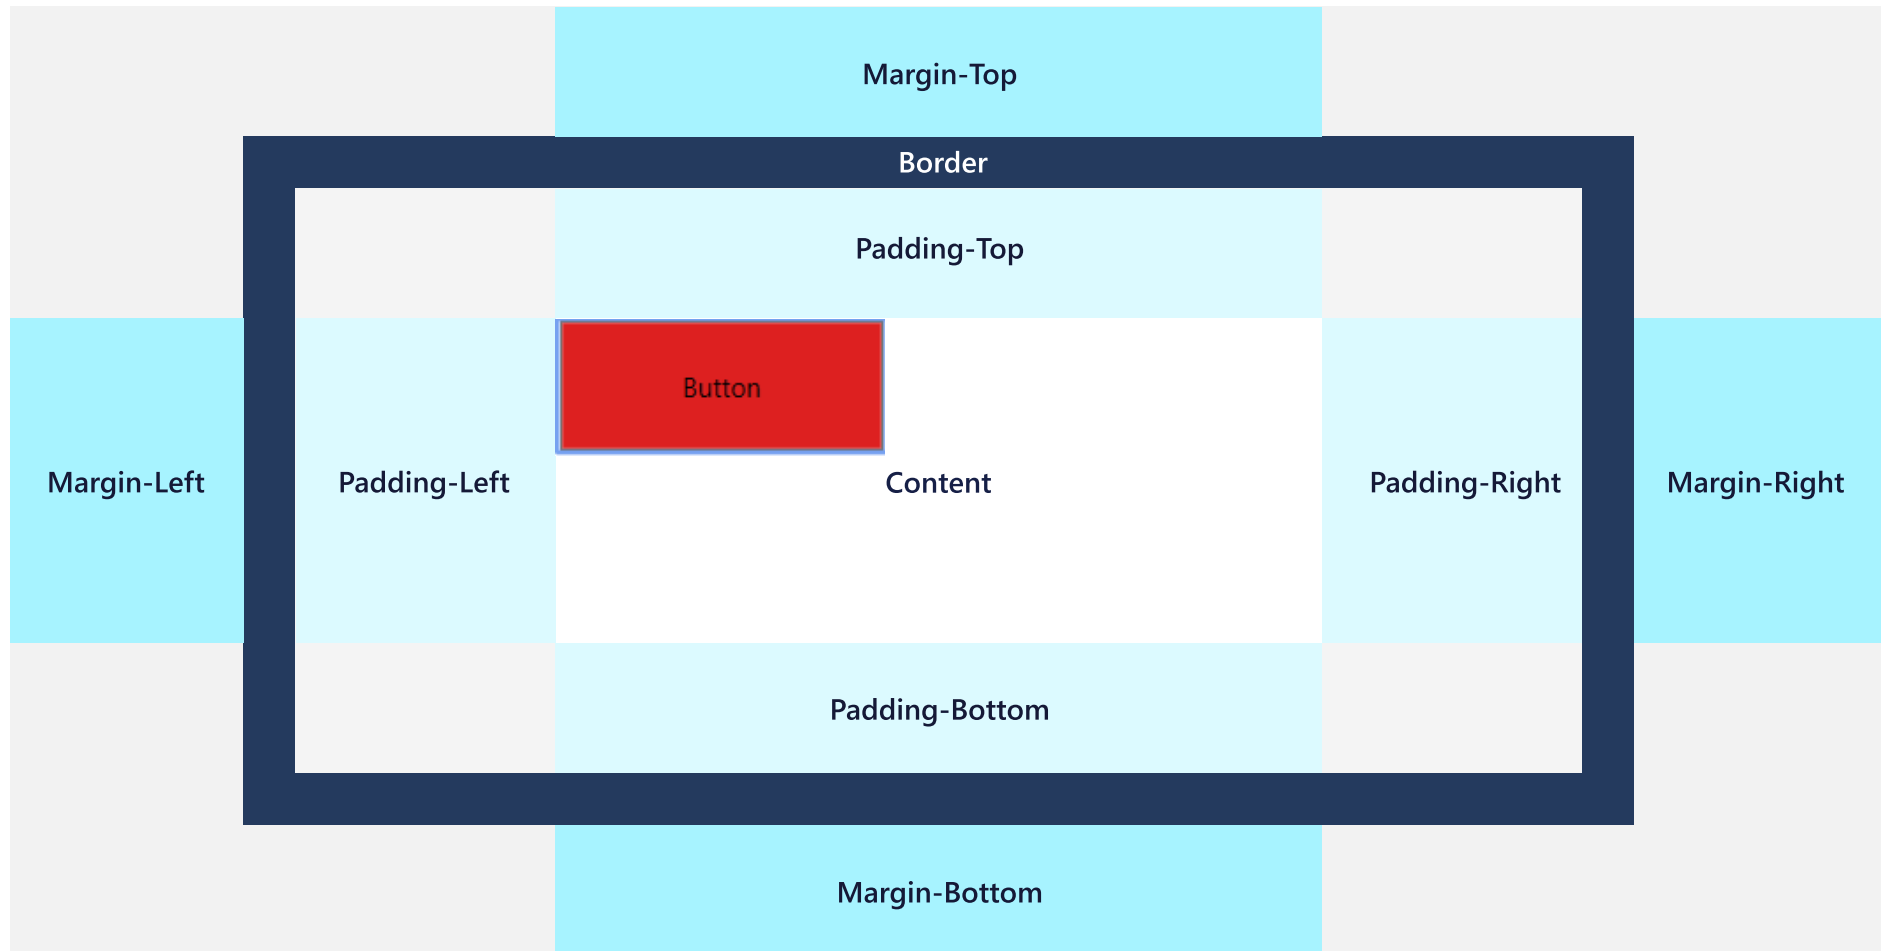 Margin-Top
Border
Padding-Top
Button
Margin-Left
Padding-Left
Content
Padding-Right
Margin-Right
Padding-Bottom
Margin-Bottom